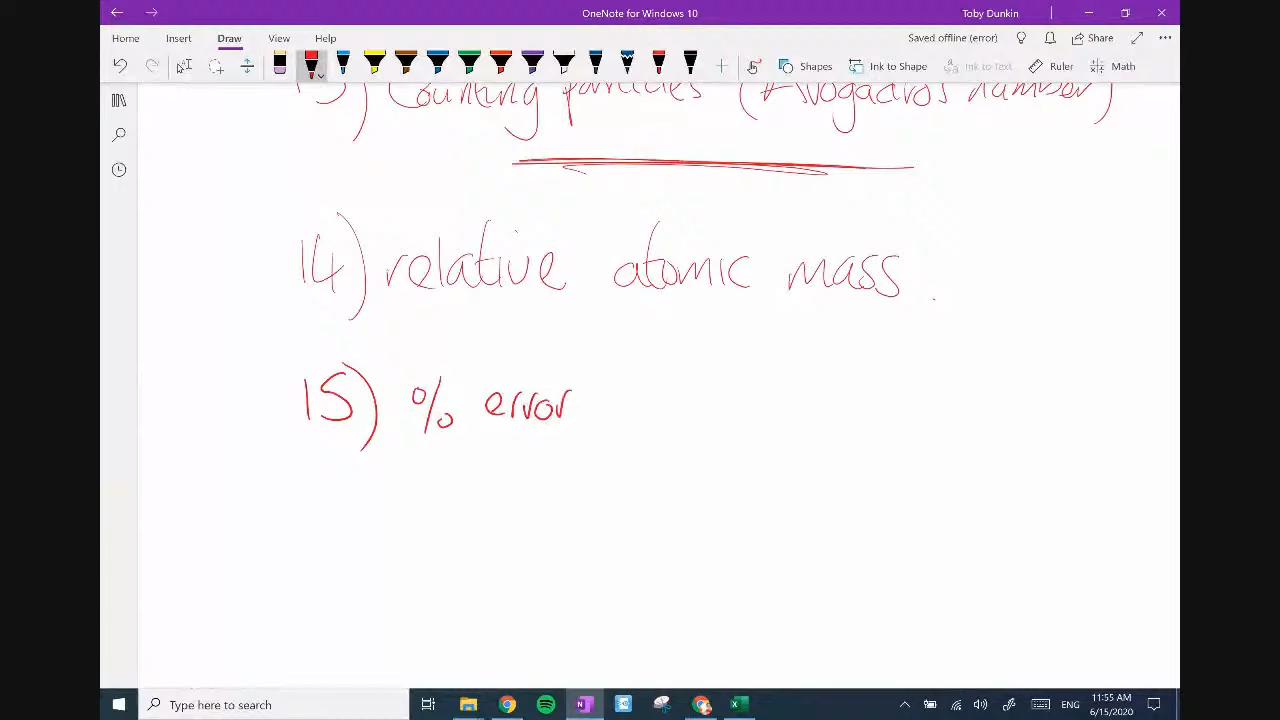 OneNote for Windows 10
Toby Dunkin
Home Insert Draw View Help
Saved offline (error)
Share
Shapes
Ink to Shape
Ink to Text
Ruler
Math
13) Counting particles (Avogadros number)
14) relative atomic mass.
15) % error
Type here to search
ENG
11:55 AM
6/15/2020